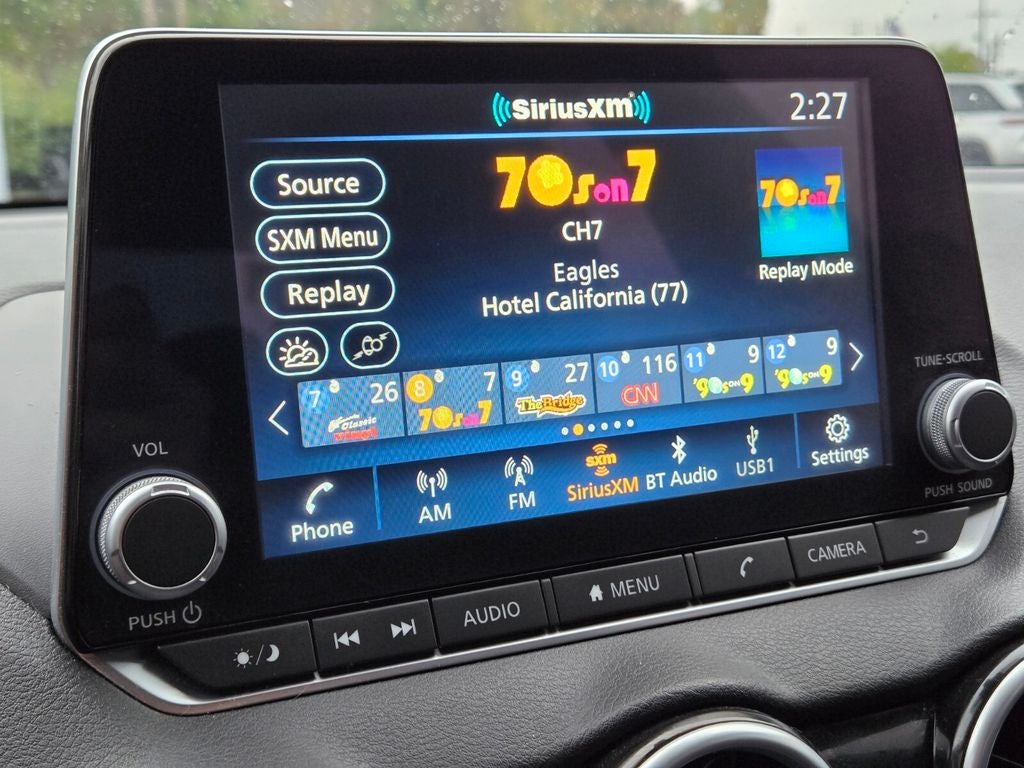 SiriusXM
2:27
Source
SXM Menu
Replay
70s on 7
CH7
Eagles
Hotel California (77)
70s on 7
Replay Mode
7 26
Classic
8 7
70s on 7
9 27
The Bridge
10 116
CNN
11 9
90s on 9
12 9
90s on 9
Phone
AM
FM
sxm
SiriusXM
BT Audio
USB1
Settings
VOL
PUSH
TUNE·SCROLL
PUSH SOUND
AUDIO
MENU
CAMERA